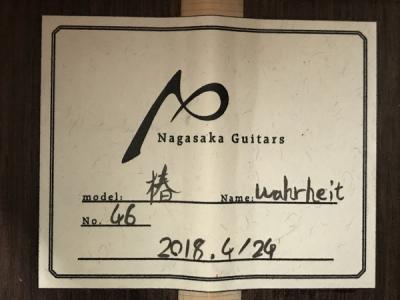 Nagasaka Guitars
model: 椿 Name: Wahrheit
No. 46
2018. 4/24